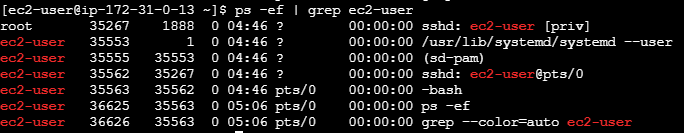 [ec2-user@ip-172-31-0-13 ~]$ ps -ef | grep ec2-user
root 35267 1888 0 04:46 ? 00:00:00 sshd: ec2-user [priv]
ec2-user 35553 1 0 04:46 ? 00:00:00 /usr/lib/systemd/systemd --user
ec2-user 35555 35553 0 04:46 ? 00:00:00 (sd-pam)
ec2-user 35562 35267 0 04:46 ? 00:00:00 sshd: ec2-user@pts/0
ec2-user 35563 35562 0 04:46 pts/0 00:00:00 -bash
ec2-user 36625 35563 0 05:06 pts/0 00:00:00 ps -ef
ec2-user 36626 35563 0 05:06 pts/0 00:00:00 grep --color=auto ec2-user